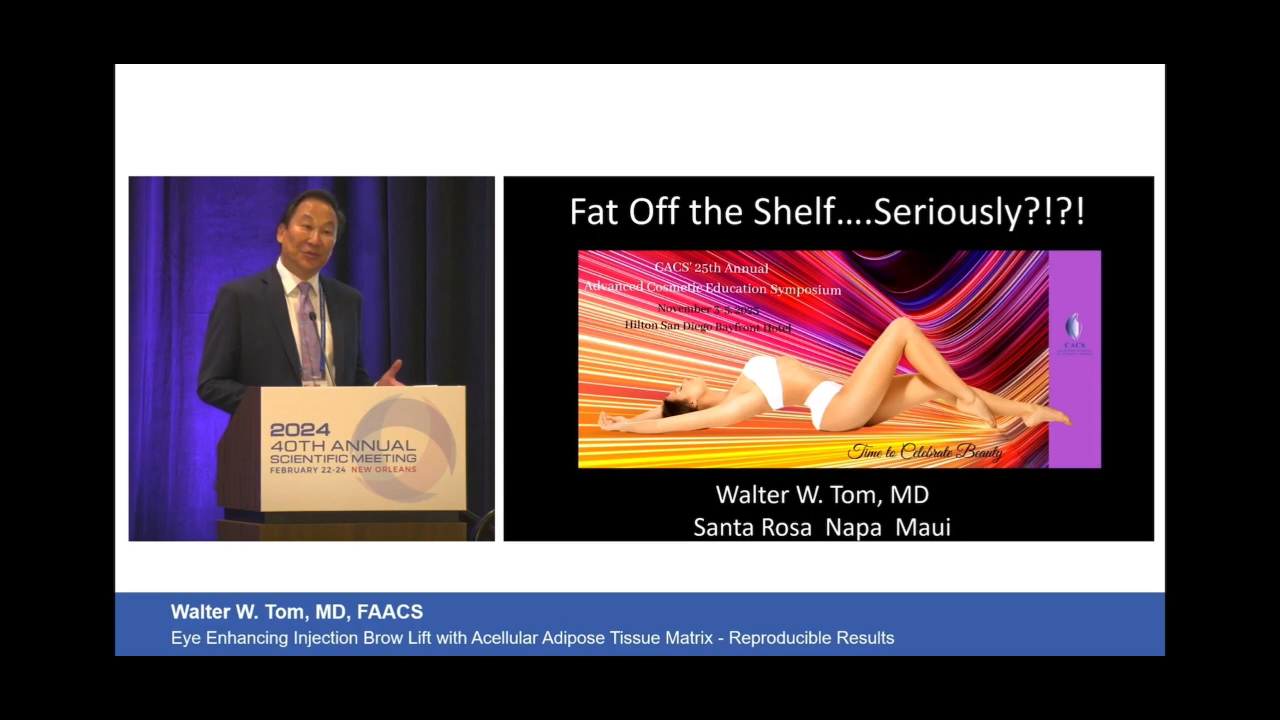 Fat Off the Shelf....Seriously?!?!
CACS' 25th Annual
Advanced Cosmetic Education Symposium
Hilton San Diego Bayfront Hotel
CACS
Time to Celebrate Beauty
Walter W. Tom, MD
Santa Rosa Napa Maui
2024
40TH ANNUAL
SCIENTIFIC MEETING
FEBRUARY 22-24 NEW ORLEANS
Walter W. Tom, MD, FAACS
Eye Enhancing Injection Brow Lift with Acellular Adipose Tissue Matrix - Reproducible Results